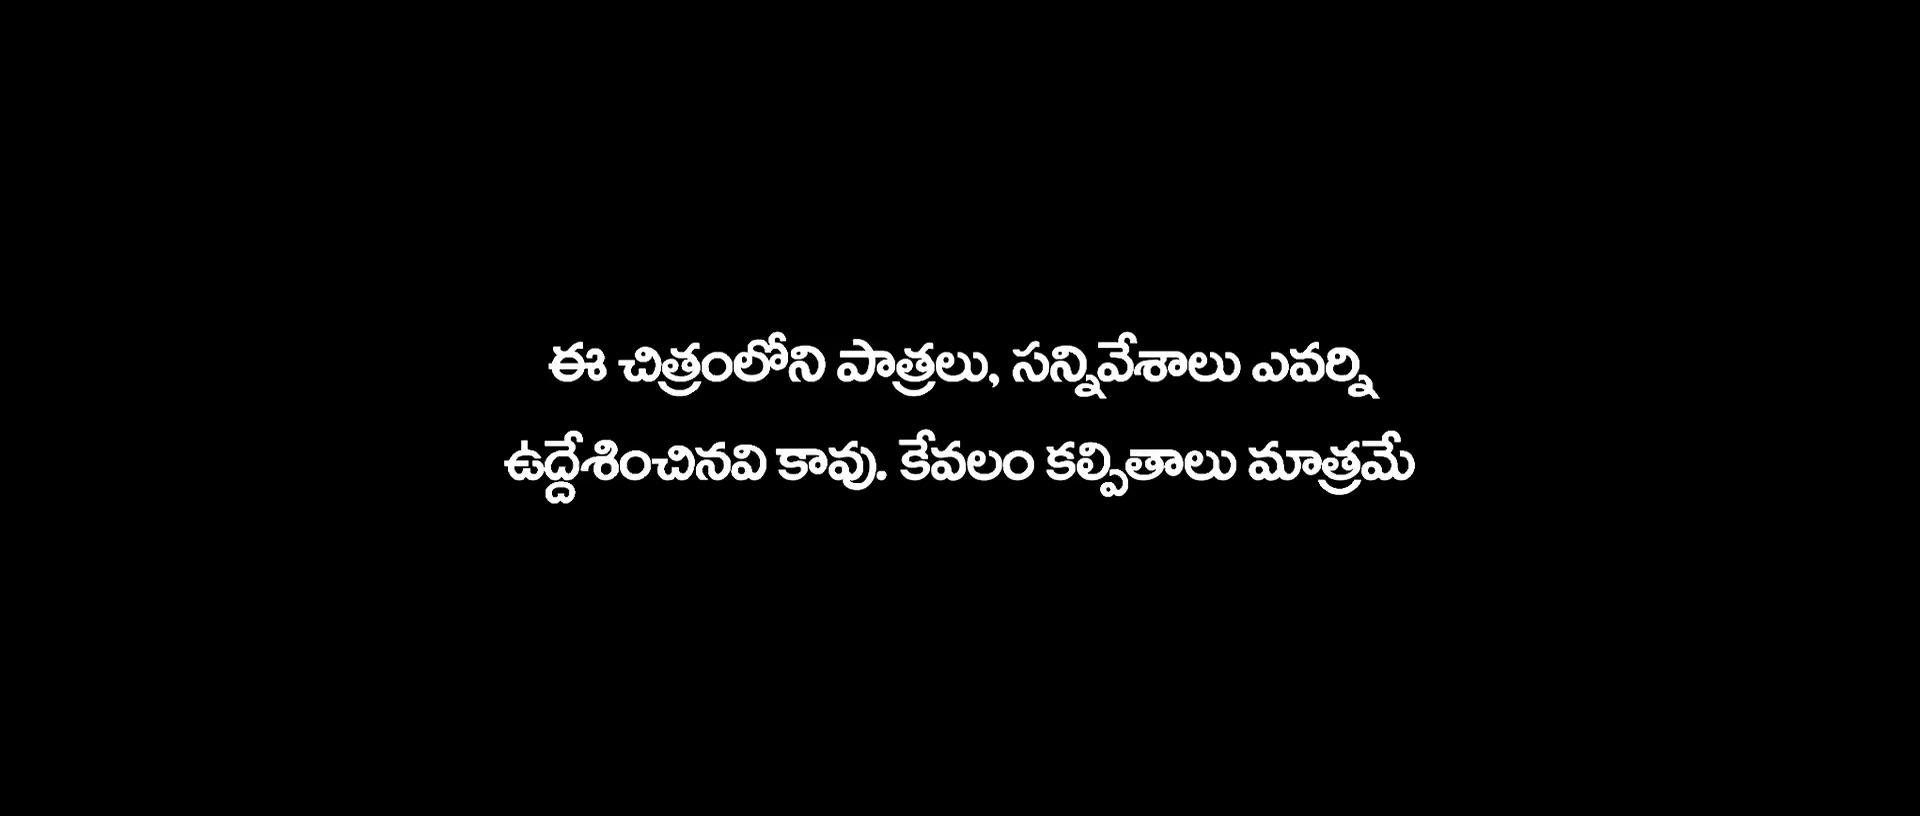 ఈ చిత్రంలోని పాత్రలు, సన్నివేశాలు ఎవర్ని
ఉద్దేశించినవి కావు. కేవలం కల్పితాలు మాత్రమే